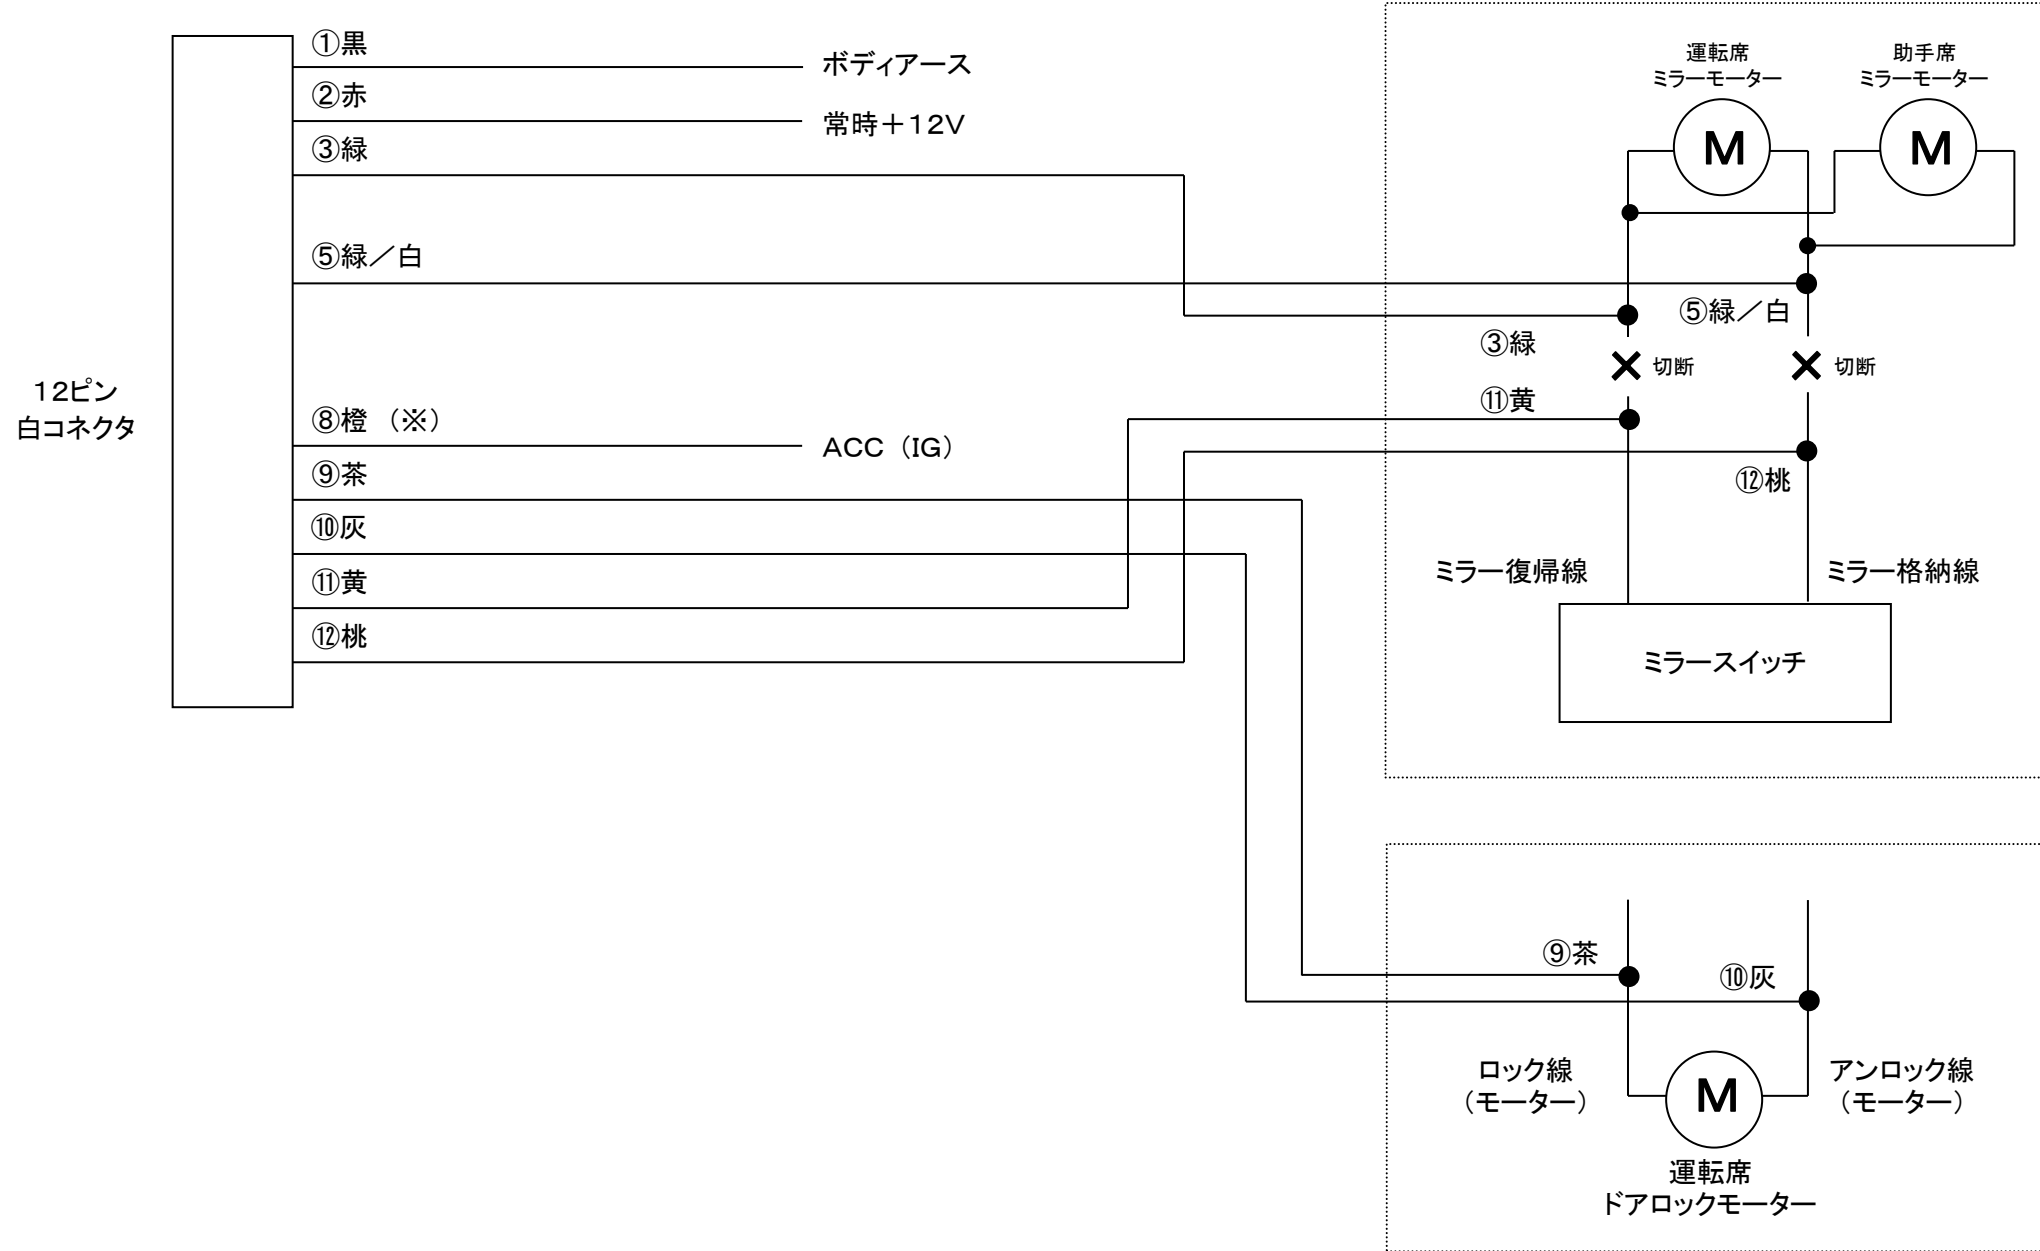 ①黒
ボディアース
②赤
常時＋12V
③緑
⑤緑／白
12ピン
白コネクタ
⑧橙 （※）
ACC （IG）
⑨茶
⑩灰
⑪黄
⑫桃
運転席
ミラーモーター
助手席
ミラーモーター
M
M
⑤緑／白
③緑
切断
切断
⑪黄
⑫桃
ミラー復帰線
ミラー格納線
ミラースイッチ
⑨茶
⑩灰
ロック線
（モーター）
アンロック線
（モーター）
M
運転席
ドアロックモーター